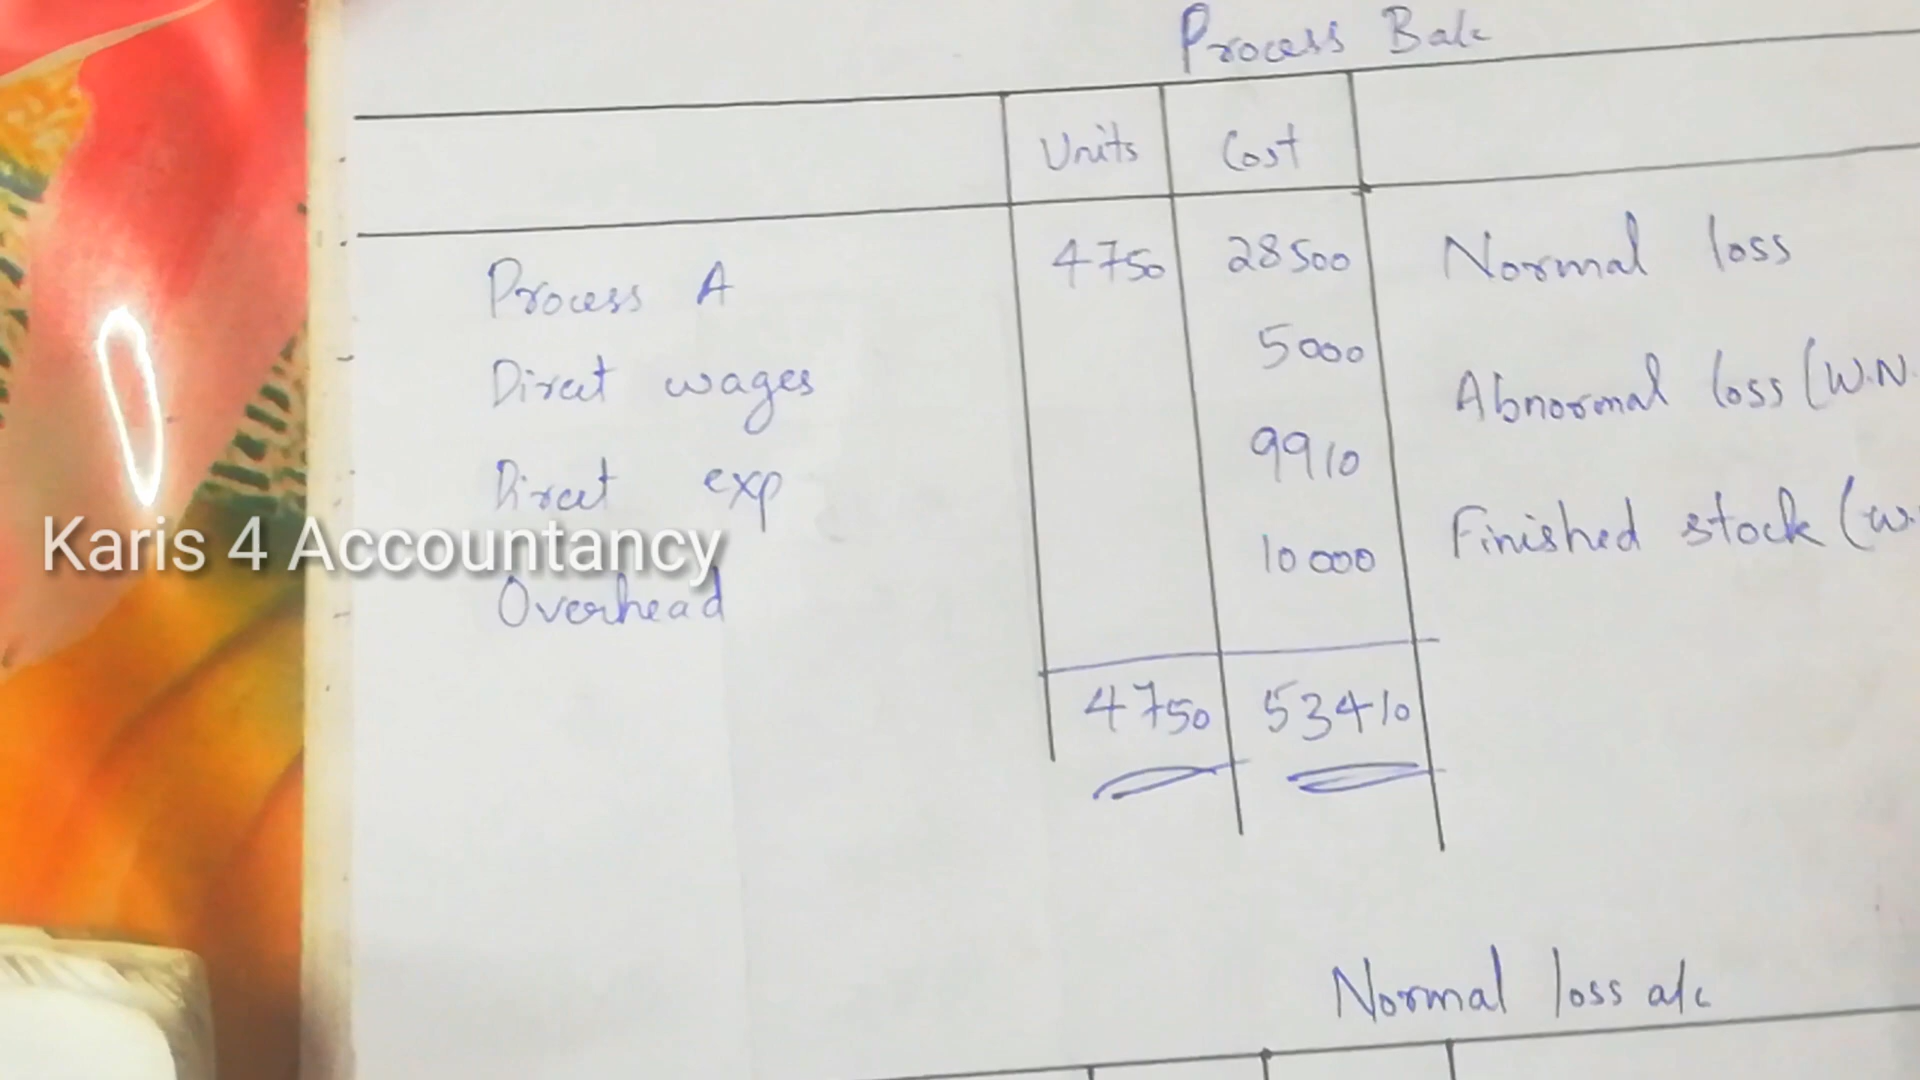 Process B a/c
Units Cost
Process A 4750 28500 Normal loss
Direct wages 5000 Abnormal loss (W.N.
Direct exp 9910 Finished stock (W.
Karis 4 Accountancy
Overhead 10000
4750 53410
Normal loss a/c